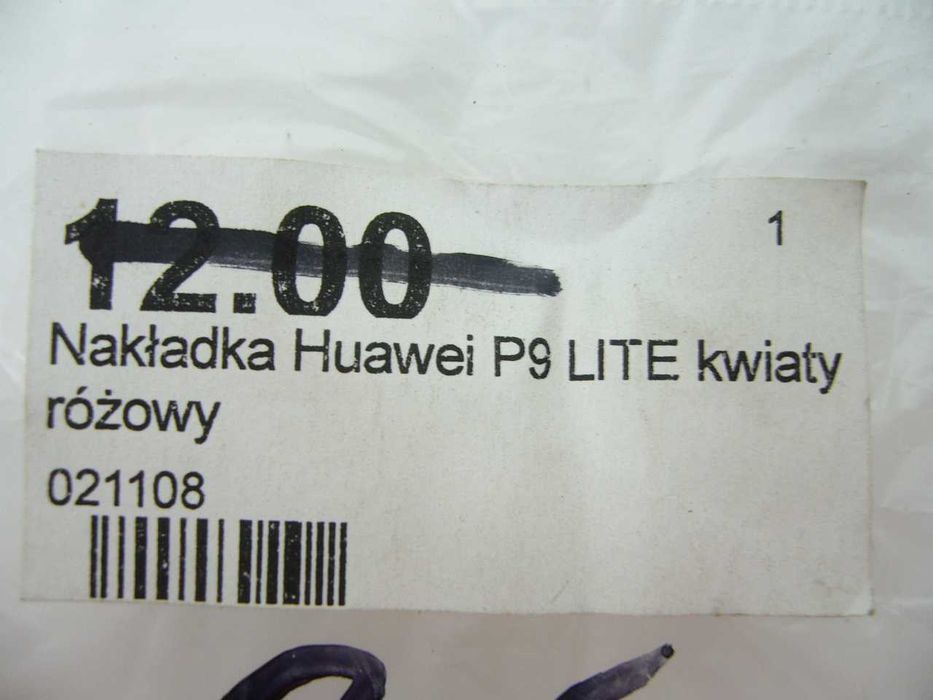 12.00 1
Nakładka Huawei P9 LITE kwiaty
różowy
021108